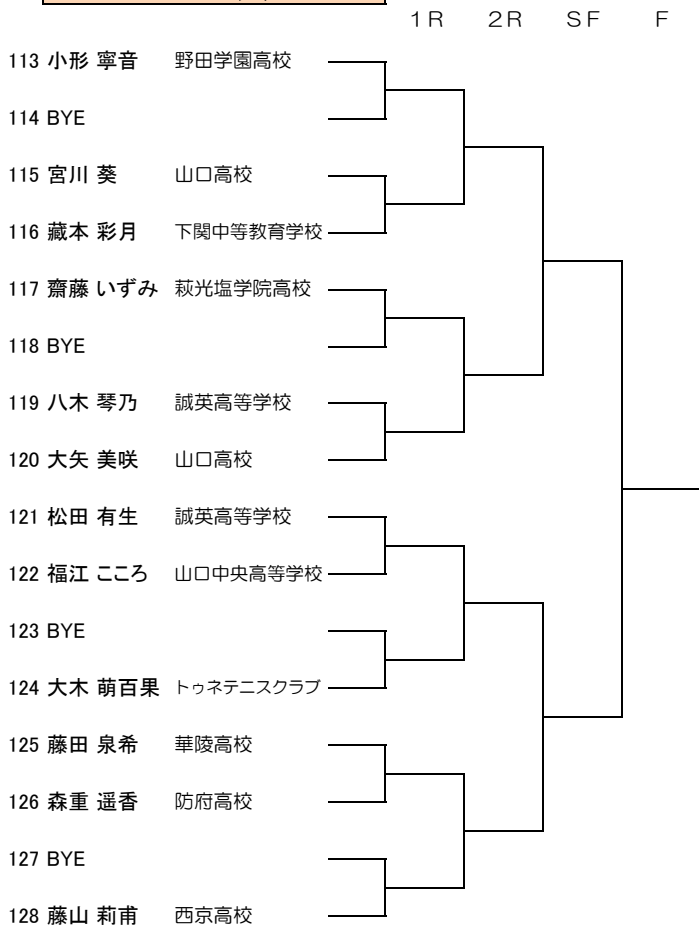 1R 2R SF F
113 小形 寧音 野田学園高校
114 BYE
115 宮川 葵 山口高校
116 藏本 彩月 下関中等教育学校
117 齋藤 いずみ 萩光塩学院高校
118 BYE
119 八木 琴乃 誠英高等学校
120 大矢 美咲 山口高校
121 松田 有生 誠英高等学校
122 福江 こころ 山口中央高等学校
123 BYE
124 大木 萌百果 トゥネテニスクラブ
125 藤田 泉希 華陵高校
126 森重 遥香 防府高校
127 BYE
128 藤山 莉甫 西京高校